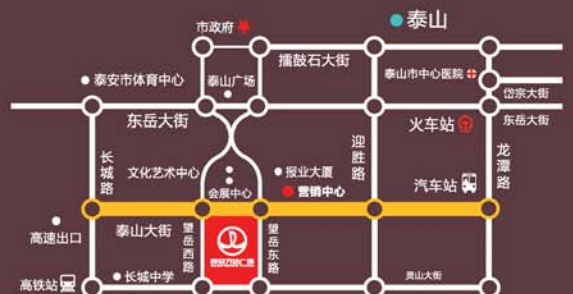 市政府
泰山
擂鼓石大街
泰安市体育中心
泰山广场
泰山市中心医院
岱宗大街
东岳大街
火车站
东岳大街
长城路
文化艺术中心
报业大厦
迎胜路
龙潭路
会展中心
营销中心
汽车站
泰山大街
望岳西路
望岳东路
高速出口
高铁站
长城中学
灵山大街